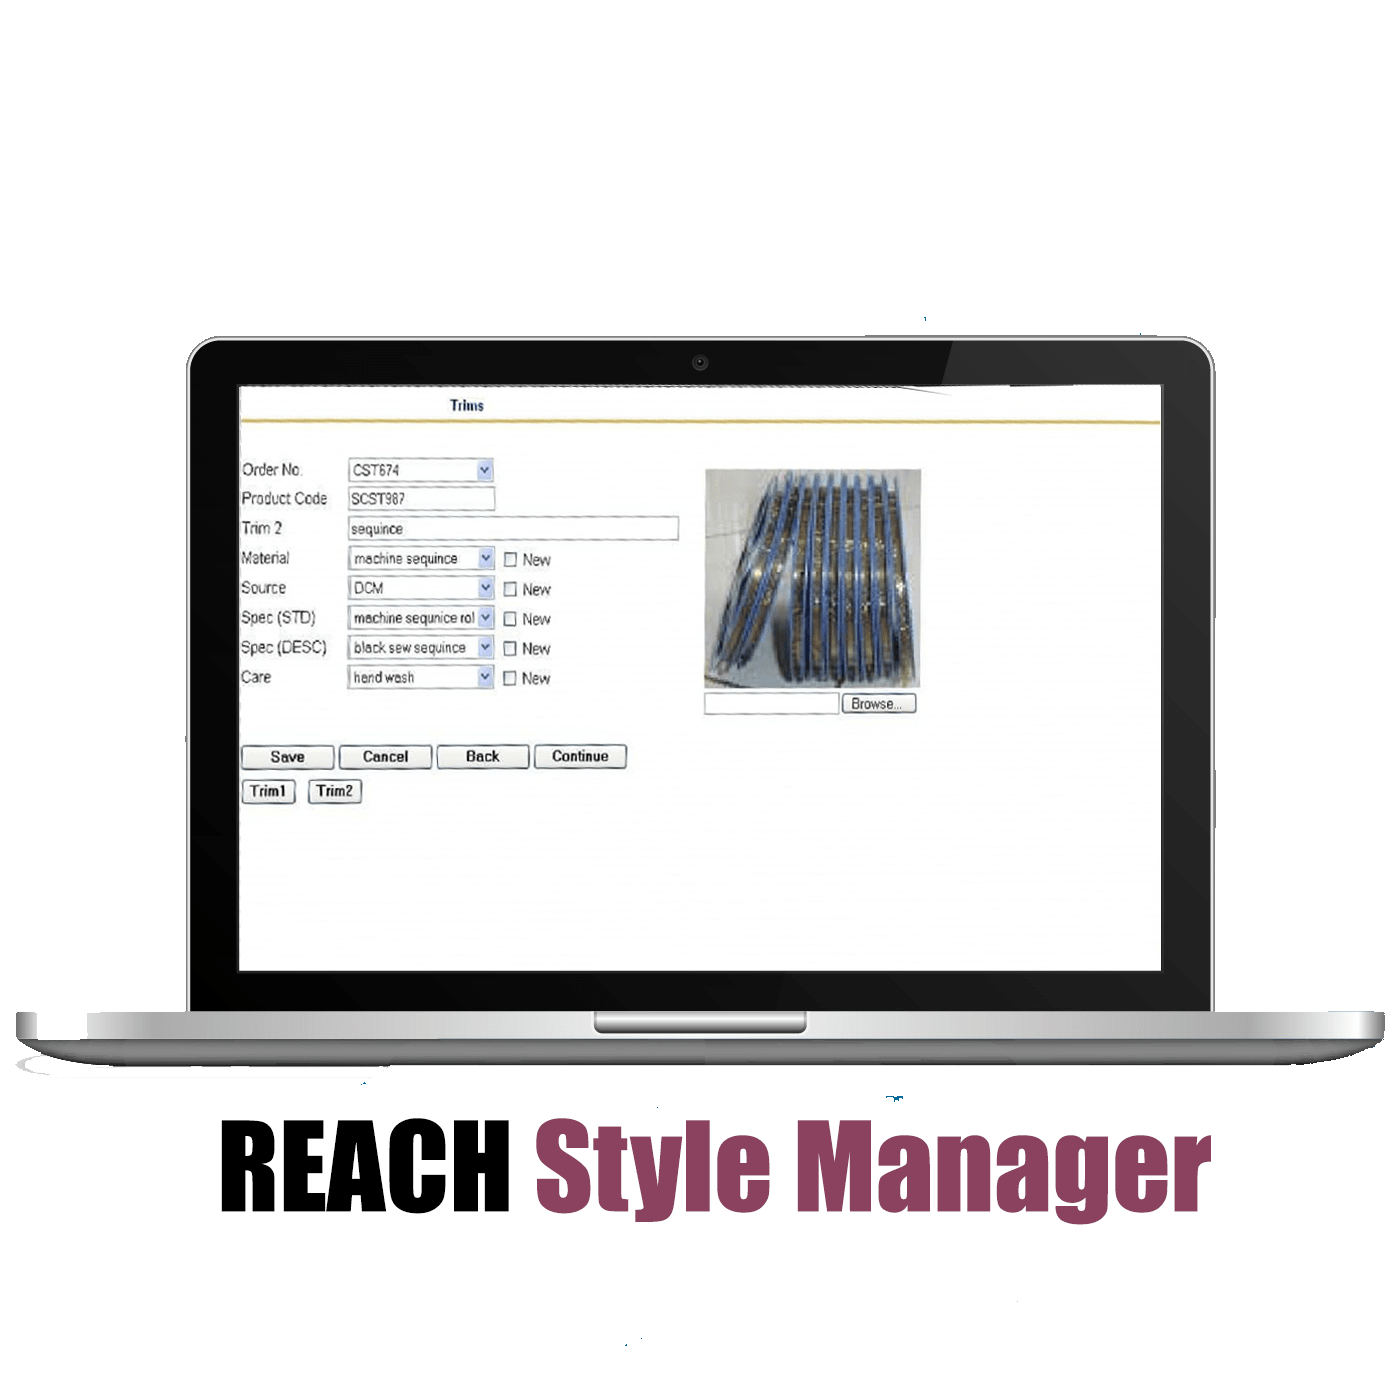 Trims
Order No. CST674
Product Code SCST987
Trim 2 sequince
Material machine sequince New
Source DCM New
Spec (STD) machine sequnice rol New
Spec (DESC) black sew sequince New
Care hand wash New
Browse...
Save Cancel Back Continue
Trim1 Trim2
REACH Style Manager